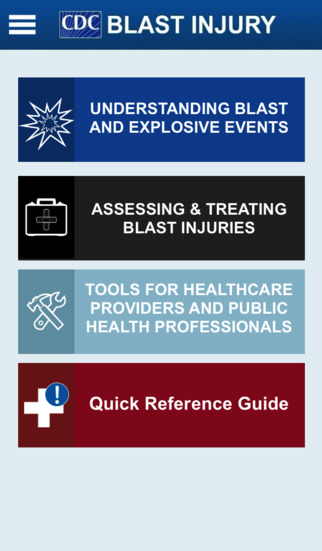 CDC BLAST INJURY
UNDERSTANDING BLAST
AND EXPLOSIVE EVENTS
ASSESSING & TREATING
BLAST INJURIES
TOOLS FOR HEALTHCARE
PROVIDERS AND PUBLIC
HEALTH PROFESSIONALS
!
Quick Reference Guide